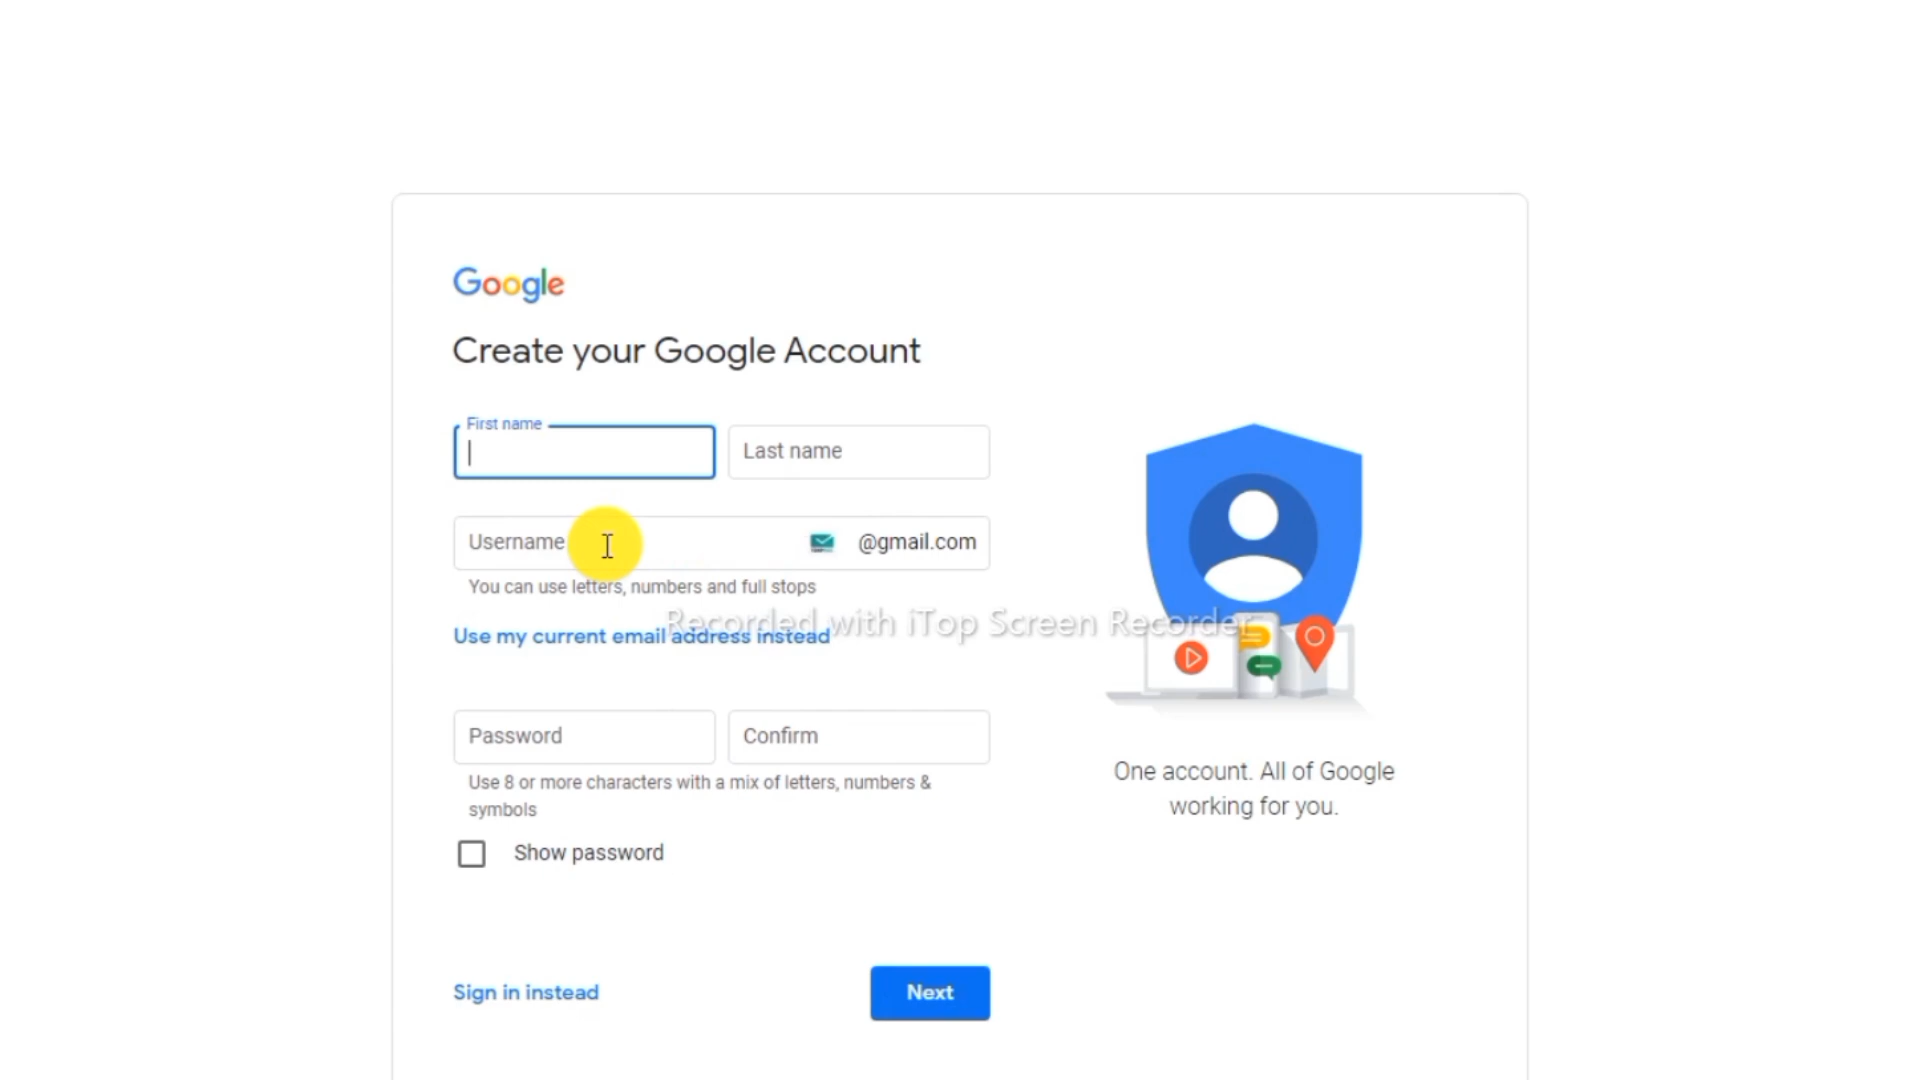 Google
Create your Google Account
First name
Last name
Username
@gmail.com
You can use letters, numbers and full stops
Recorded with iTop Screen Recorder
Use my current email address instead
Password
Confirm
Use 8 or more characters with a mix of letters, numbers &
symbols
Show password
One account. All of Google
working for you.
Sign in instead
Next